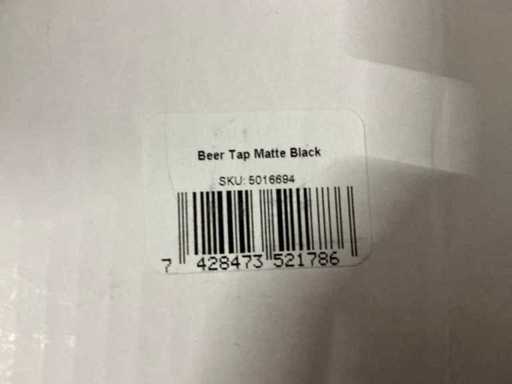 Beer Tap Matte Black
SKU: 5016694
7 428473 521786